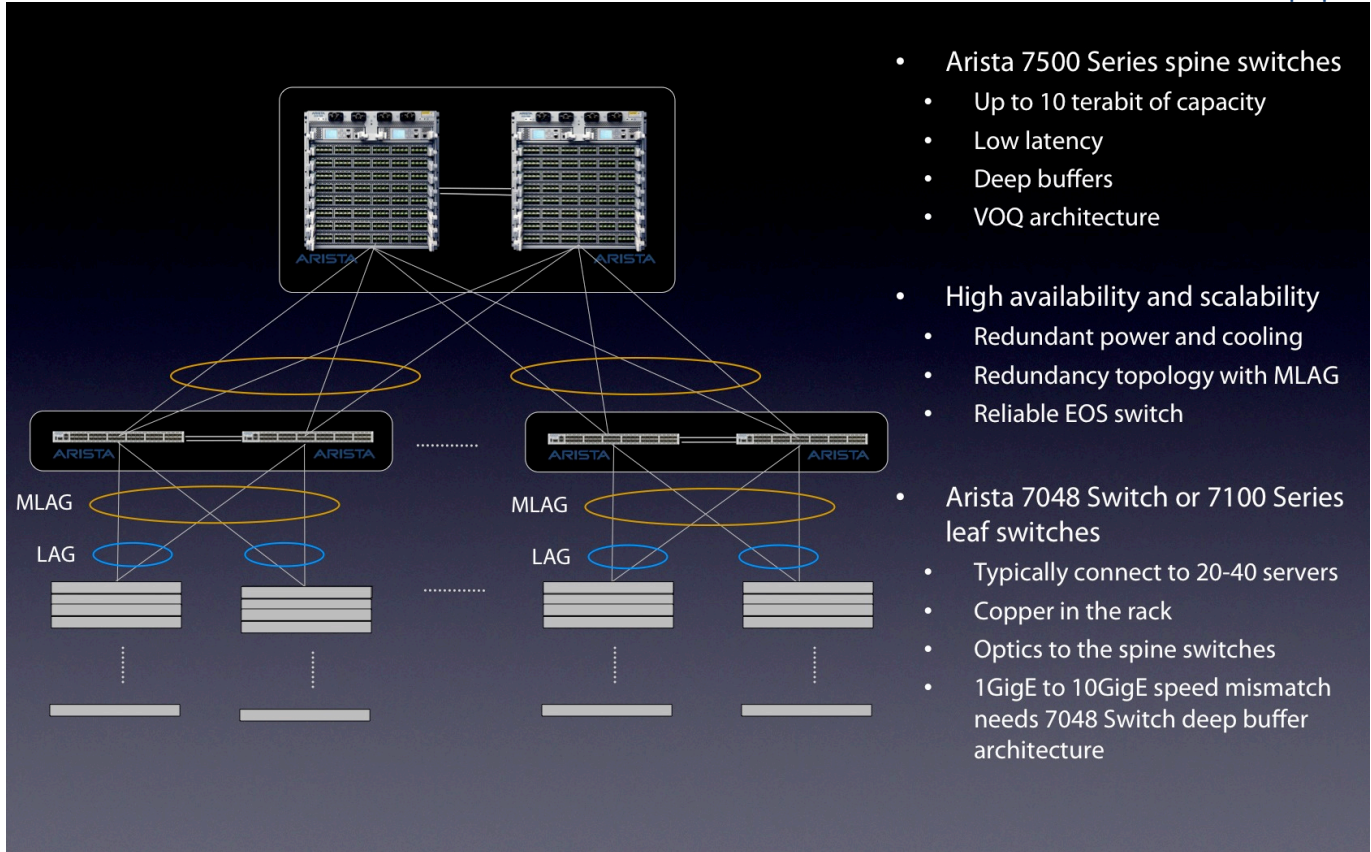 ARISTA
ARISTA
ARISTA
ARISTA
ARISTA
ARISTA
MLAG
LAG
MLAG
LAG
• Arista 7500 Series spine switches
• Up to 10 terabit of capacity
• Low latency
• Deep buffers
• VOQ architecture
• High availability and scalability
• Redundant power and cooling
• Redundancy topology with MLAG
• Reliable EOS switch
• Arista 7048 Switch or 7100 Series
leaf switches
• Typically connect to 20-40 servers
• Copper in the rack
• Optics to the spine switches
• 1GigE to 10GigE speed mismatch
needs 7048 Switch deep buffer
architecture